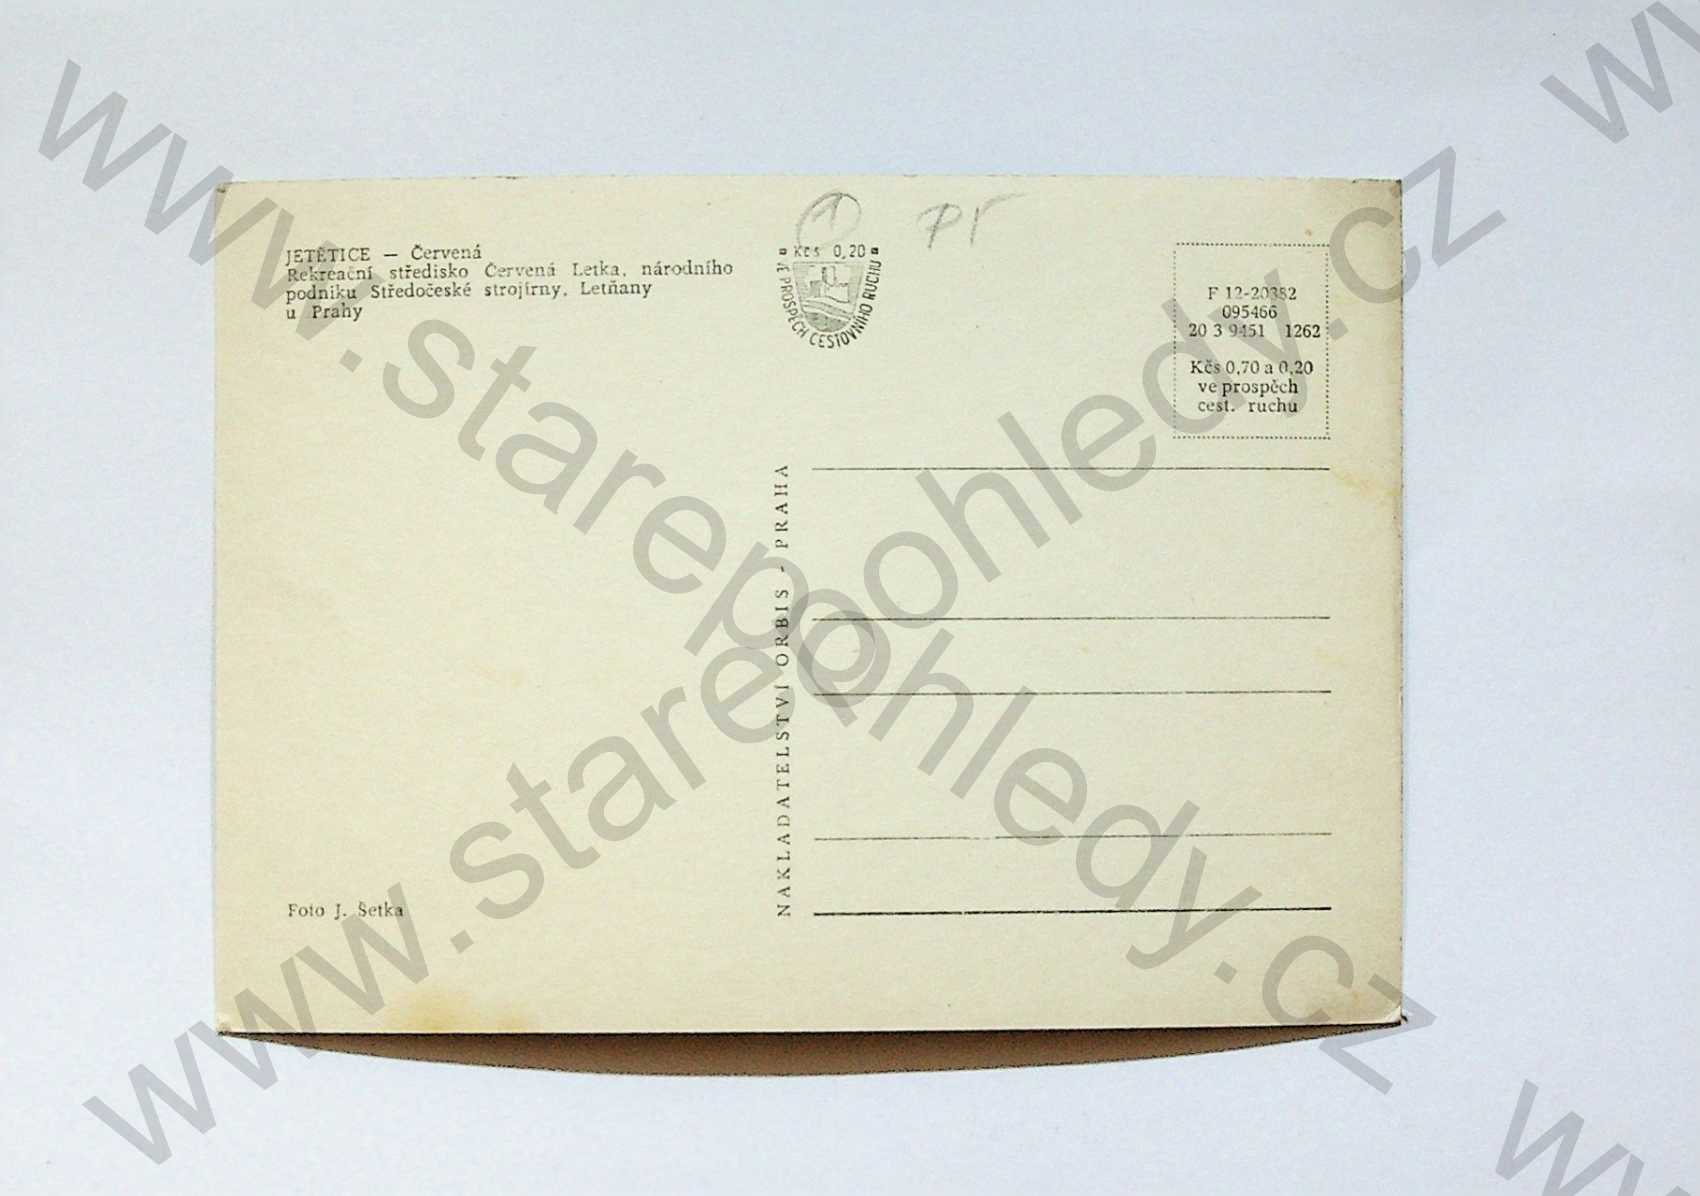 JETĚTICE — Červená
Rekreační středisko Červená Letka, národního
podniku Středočeské strojírny, Letňany
u Prahy
1
Kčs 0,20
VE PROSPĚCH CESTOVNÍHO RUCHU
F 12-20382
095466
20 3 9451 1262
Kčs 0,70 a 0,20
ve prospěch
cest. ruchu
NAKLADATELSTVÍ ORBIS - PRAHA
Foto J. Šetka
www.starepohledy.cz
www.starepohledy.cz